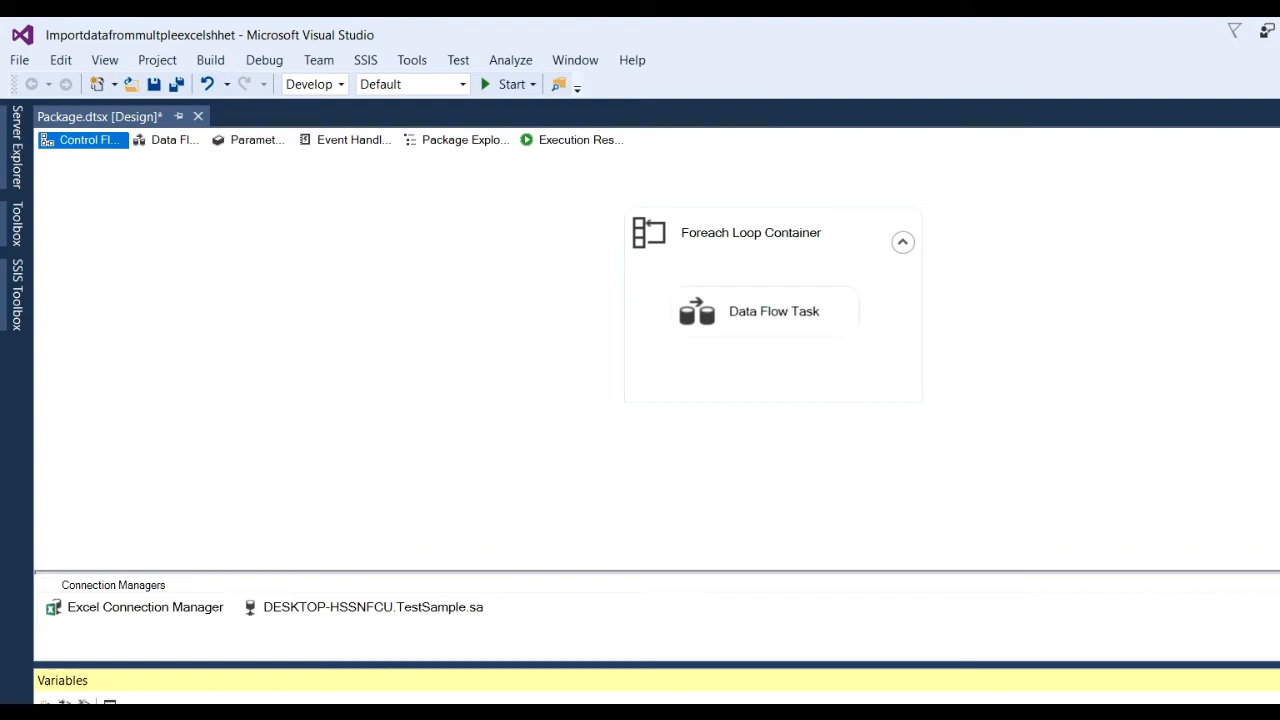 Importdatafrommultpleexcelshhet - Microsoft Visual Studio
File Edit View Project Build Debug Team SSIS Tools Test Analyze Window Help
Develop Default Start
Package.dtsx [Design]*
Control Fl... Data Fl... Paramet... Event Handl... Package Explo... Execution Res...
Server Explorer
Toolbox
SSIS Toolbox
Foreach Loop Container
Data Flow Task
Connection Managers
Excel Connection Manager DESKTOP-HSSNFCU.TestSample.sa
Variables